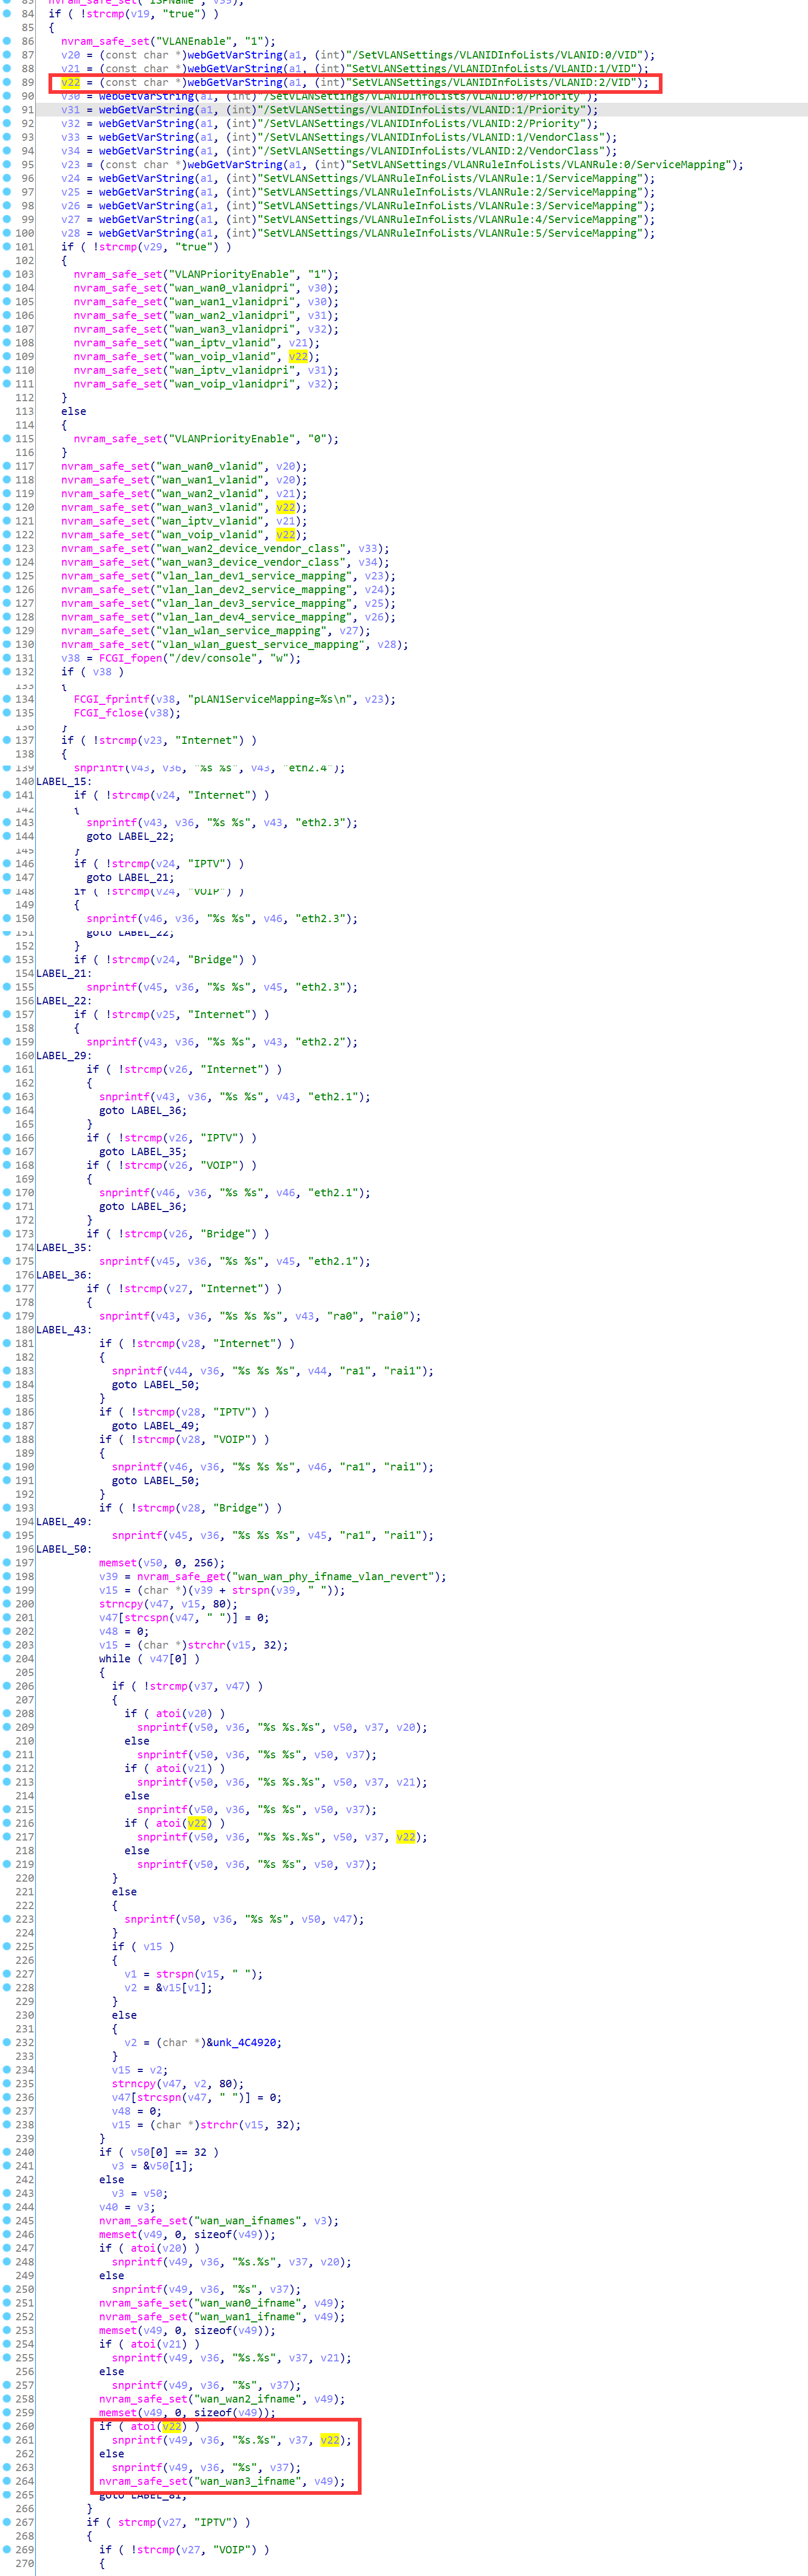 83 nvram_safe_set("ISPName", v35);
84 if ( !strcmp(v19, "true") )
85 {
86 nvram_safe_set("VLANEnable", "1");
87 v20 = (const char *)webGetVarString(a1, (int)"/SetVLANSettings/VLANIDInfoLists/VLANID:0/VID");
88 v21 = (const char *)webGetVarString(a1, (int)"SetVLANSettings/VLANIDInfoLists/VLANID:1/VID");
89 v22 = (const char *)webGetVarString(a1, (int)"SetVLANSettings/VLANIDInfoLists/VLANID:2/VID");
90 v30 = webGetVarString(a1, (int)"/SetVLANSettings/VLANIDInfoLists/VLANID:0/Priority");
91 v31 = webGetVarString(a1, (int)"/SetVLANSettings/VLANIDInfoLists/VLANID:1/Priority");
92 v32 = webGetVarString(a1, (int)"/SetVLANSettings/VLANIDInfoLists/VLANID:2/Priority");
93 v33 = webGetVarString(a1, (int)"/SetVLANSettings/VLANIDInfoLists/VLANID:1/VendorClass");
94 v34 = webGetVarString(a1, (int)"/SetVLANSettings/VLANIDInfoLists/VLANID:2/VendorClass");
95 v23 = (const char *)webGetVarString(a1, (int)"SetVLANSettings/VLANRuleInfoLists/VLANRule:0/ServiceMapping");
96 v24 = webGetVarString(a1, (int)"SetVLANSettings/VLANRuleInfoLists/VLANRule:1/ServiceMapping");
97 v25 = webGetVarString(a1, (int)"SetVLANSettings/VLANRuleInfoLists/VLANRule:2/ServiceMapping");
98 v26 = webGetVarString(a1, (int)"SetVLANSettings/VLANRuleInfoLists/VLANRule:3/ServiceMapping");
99 v27 = webGetVarString(a1, (int)"SetVLANSettings/VLANRuleInfoLists/VLANRule:4/ServiceMapping");
100 v28 = webGetVarString(a1, (int)"SetVLANSettings/VLANRuleInfoLists/VLANRule:5/ServiceMapping");
101 if ( !strcmp(v29, "true") )
102 {
103 nvram_safe_set("VLANPriorityEnable", "1");
104 nvram_safe_set("wan_wan0_vlanidpri", v30);
105 nvram_safe_set("wan_wan1_vlanidpri", v30);
106 nvram_safe_set("wan_wan2_vlanidpri", v31);
107 nvram_safe_set("wan_wan3_vlanidpri", v32);
108 nvram_safe_set("wan_iptv_vlanid", v21);
109 nvram_safe_set("wan_voip_vlanid", v22);
110 nvram_safe_set("wan_iptv_vlanidpri", v31);
111 nvram_safe_set("wan_voip_vlanidpri", v32);
112 }
113 else
114 {
115 nvram_safe_set("VLANPriorityEnable", "0");
116 }
117 nvram_safe_set("wan_wan0_vlanid", v20);
118 nvram_safe_set("wan_wan1_vlanid", v20);
119 nvram_safe_set("wan_wan2_vlanid", v21);
120 nvram_safe_set("wan_wan3_vlanid", v22);
121 nvram_safe_set("wan_iptv_vlanid", v21);
122 nvram_safe_set("wan_voip_vlanid", v22);
123 nvram_safe_set("wan_wan2_device_vendor_class", v33);
124 nvram_safe_set("wan_wan3_device_vendor_class", v34);
125 nvram_safe_set("vlan_lan_dev1_service_mapping", v23);
126 nvram_safe_set("vlan_lan_dev2_service_mapping", v24);
127 nvram_safe_set("vlan_lan_dev3_service_mapping", v25);
128 nvram_safe_set("vlan_lan_dev4_service_mapping", v26);
129 nvram_safe_set("vlan_wlan_service_mapping", v27);
130 nvram_safe_set("vlan_wlan_guest_service_mapping", v28);
131 v38 = FCGI_fopen("/dev/console", "w");
132 if ( v38 )
133 {
134 FCGI_fprintf(v38, "pLAN1ServiceMapping=%s\n", v23);
135 FCGI_fclose(v38);
136 }
137 if ( !strcmp(v23, "Internet") )
138 {
139 snprintf(v43, v36, "%s %s", v43, "eth2.4");
140 LABEL_15:
141 if ( !strcmp(v24, "Internet") )
142 {
143 snprintf(v43, v36, "%s %s", v43, "eth2.3");
144 goto LABEL_22;
145 }
146 if ( !strcmp(v24, "IPTV") )
147 goto LABEL_21;
148 if ( !strcmp(v24, "VOIP") )
149 {
150 snprintf(v46, v36, "%s %s", v46, "eth2.3");
151 goto LABEL_22;
152 }
153 if ( !strcmp(v24, "Bridge") )
154 LABEL_21:
155 snprintf(v45, v36, "%s %s", v45, "eth2.3");
156 LABEL_22:
157 if ( !strcmp(v25, "Internet") )
158 {
159 snprintf(v43, v36, "%s %s", v43, "eth2.2");
160 LABEL_29:
161 if ( !strcmp(v26, "Internet") )
162 {
163 snprintf(v43, v36, "%s %s", v43, "eth2.1");
164 goto LABEL_36;
165 }
166 if ( !strcmp(v26, "IPTV") )
167 goto LABEL_35;
168 if ( !strcmp(v26, "VOIP") )
169 {
170 snprintf(v46, v36, "%s %s", v46, "eth2.1");
171 goto LABEL_36;
172 }
173 if ( !strcmp(v26, "Bridge") )
174 LABEL_35:
175 snprintf(v45, v36, "%s %s", v45, "eth2.1");
176 LABEL_36:
177 if ( !strcmp(v27, "Internet") )
178 {
179 snprintf(v43, v36, "%s %s %s", v43, "ra0", "rai0");
180 LABEL_43:
181 if ( !strcmp(v28, "Internet") )
182 {
183 snprintf(v44, v36, "%s %s %s", v44, "ra1", "rai1");
184 goto LABEL_50;
185 }
186 if ( !strcmp(v28, "IPTV") )
187 goto LABEL_49;
188 if ( !strcmp(v28, "VOIP") )
189 {
190 snprintf(v46, v36, "%s %s %s", v46, "ra1", "rai1");
191 goto LABEL_50;
192 }
193 if ( !strcmp(v28, "Bridge") )
194 LABEL_49:
195 snprintf(v45, v36, "%s %s %s", v45, "ra1", "rai1");
196 LABEL_50:
197 memset(v50, 0, 256);
198 v39 = nvram_safe_get("wan_wan_phy_ifname_vlan_revert");
199 v15 = (char *)(v39 + strspn(v39, " "));
200 strncpy(v47, v15, 80);
201 v47[strcspn(v47, " ")] = 0;
202 v48 = 0;
203 v15 = (char *)strchr(v15, 32);
204 while ( v47[0] )
205 {
206 if ( !strcmp(v37, v47) )
207 {
208 if ( atoi(v20) )
209 snprintf(v50, v36, "%s %s.%s", v50, v37, v20);
210 else
211 snprintf(v50, v36, "%s %s", v50, v37);
212 if ( atoi(v21) )
213 snprintf(v50, v36, "%s %s.%s", v50, v37, v21);
214 else
215 snprintf(v50, v36, "%s %s", v50, v37);
216 if ( atoi(v22) )
217 snprintf(v50, v36, "%s %s.%s", v50, v37, v22);
218 else
219 snprintf(v50, v36, "%s %s", v50, v37);
220 }
221 else
222 {
223 snprintf(v50, v36, "%s %s", v50, v47);
224 }
225 if ( v15 )
226 {
227 v1 = strspn(v15, " ");
228 v2 = &v15[v1];
229 }
230 else
231 {
232 v2 = (char *)&unk_4C4920;
233 }
234 v15 = v2;
235 strncpy(v47, v2, 80);
236 v47[strcspn(v47, " ")] = 0;
237 v48 = 0;
238 v15 = (char *)strchr(v15, 32);
239 }
240 if ( v50[0] == 32 )
241 v3 = &v50[1];
242 else
243 v3 = v50;
244 v40 = v3;
245 nvram_safe_set("wan_wan_ifnames", v3);
246 memset(v49, 0, sizeof(v49));
247 if ( atoi(v20) )
248 snprintf(v49, v36, "%s.%s", v37, v20);
249 else
250 snprintf(v49, v36, "%s", v37);
251 nvram_safe_set("wan_wan0_ifname", v49);
252 nvram_safe_set("wan_wan1_ifname", v49);
253 memset(v49, 0, sizeof(v49));
254 if ( atoi(v21) )
255 snprintf(v49, v36, "%s.%s", v37, v21);
256 else
257 snprintf(v49, v36, "%s", v37);
258 nvram_safe_set("wan_wan2_ifname", v49);
259 memset(v49, 0, sizeof(v49));
260 if ( atoi(v22) )
261 snprintf(v49, v36, "%s.%s", v37, v22);
262 else
263 snprintf(v49, v36, "%s", v37);
264 nvram_safe_set("wan_wan3_ifname", v49);
265 goto LABEL_81;
266 }
267 if ( strcmp(v27, "IPTV") )
268 {
269 if ( !strcmp(v27, "VOIP") )
270 {